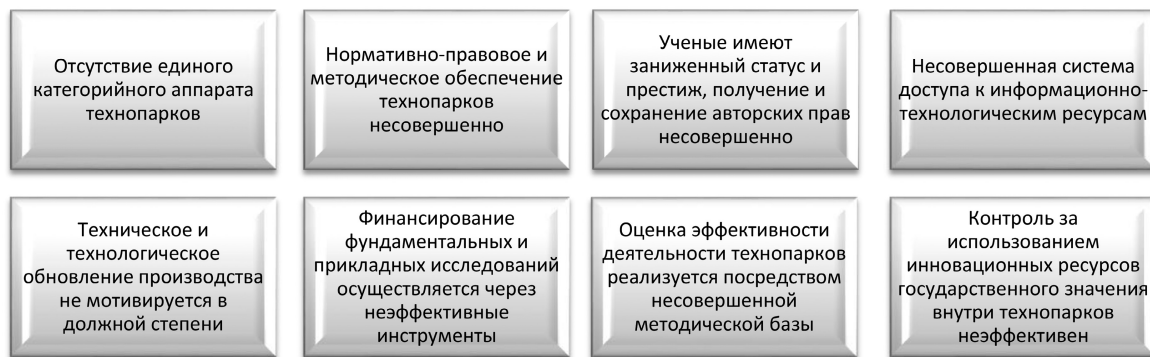 Отсутствие единого
категорийного аппарата
технопарков
Нормативно-правовое и
методическое обеспечение
технопарков
несовершенно
Ученые имеют
заниженный статус и
престиж, получение и
сохранение авторских прав
несовершенно
Несовершенная система
доступа к информационно-
технологическим ресурсам
Техническое и
технологическое
обновление производства
не мотивируется в
должной степени
Финансирование
фундаментальных и
прикладных исследований
осуществляется через
неэффективные
инструменты
Оценка эффективности
деятельности технопарков
реализуется посредством
несовершенной
методической базы
Контроль за
использованием
инновационных ресурсов
государственного значения
внутри технопарков
неэффективен